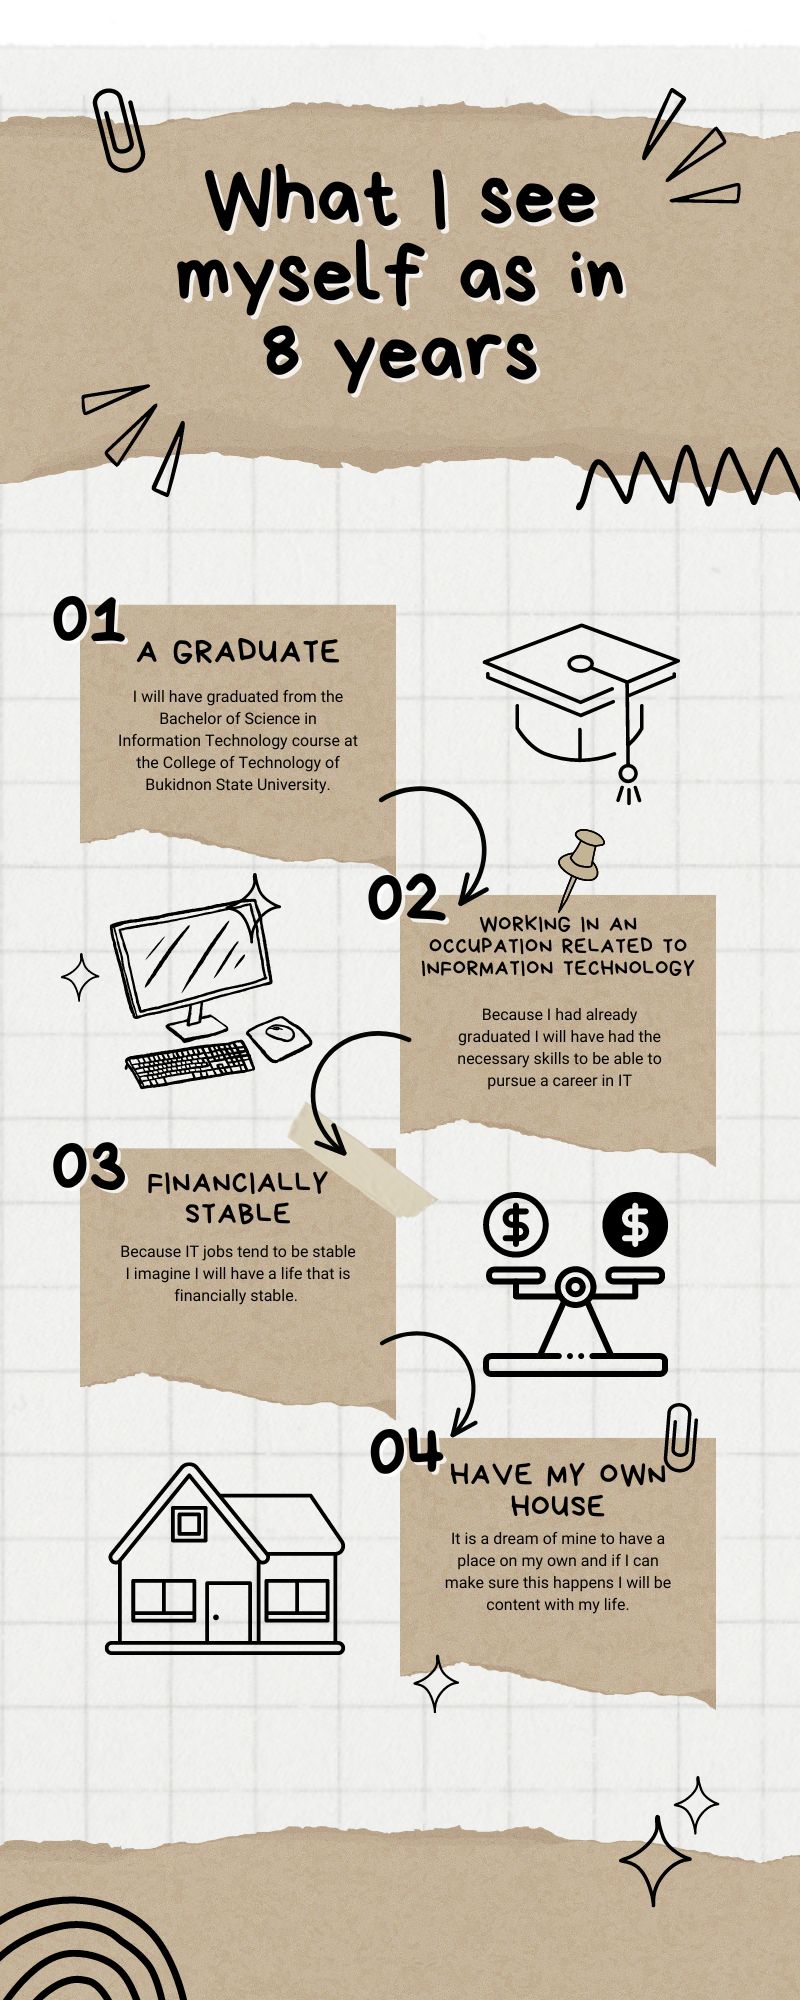 What I see
myself as in
8 years
01
A GRADUATE
I will have graduated from the
Bachelor of Science in
Information Technology course at
the College of Technology of
Bukidnon State University.
02
WORKING IN AN
OCCUPATION RELATED TO
INFORMATION TECHNOLOGY
Because I had already
graduated I will have had the
necessary skills to be able to
pursue a career in IT
03
FINANCIALLY
STABLE
Because IT jobs tend to be stable
I imagine I will have a life that is
financially stable.
$ $
04
HAVE MY OWN
HOUSE
It is a dream of mine to have a
place on my own and if I can
make sure this happens I will be
content with my life.